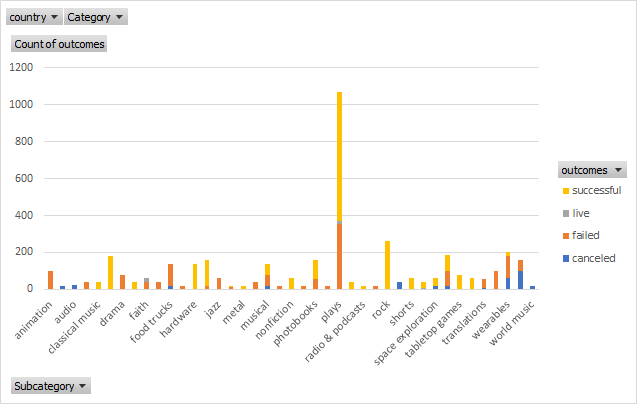 country Category
Count of outcomes
1200
1000
800
600
400
200
0
animation
audio
classical music
drama
faith
food trucks
hardware
jazz
metal
musical
nonfiction
photobooks
plays
radio & podcasts
rock
shorts
space exploration
tabletop games
translations
wearables
world music
outcomes
successful
live
failed
canceled
Subcategory